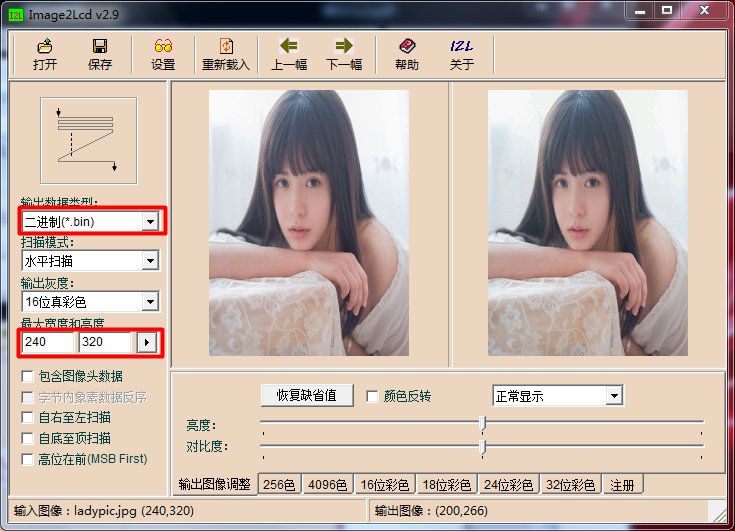 Image2Lcd v2.9
打开 保存 设置 重新载入 上一幅 下一幅 帮助 关于
I2L
输出数据类型:
二进制(*.bin)
扫描模式:
水平扫描
输出灰度:
16位真彩色
最大宽度和高度
240 320
包含图像头数据
字节内象素数据反序
自右至左扫描
自底至顶扫描
高位在前(MSB First)
恢复缺省值 颜色反转 正常显示
亮度:
对比度:
输出图像调整 256色 4096色 16位彩色 18位彩色 24位彩色 32位彩色 注册
输入图像: ladypic.jpg (240,320) 输出图像: (200,266)